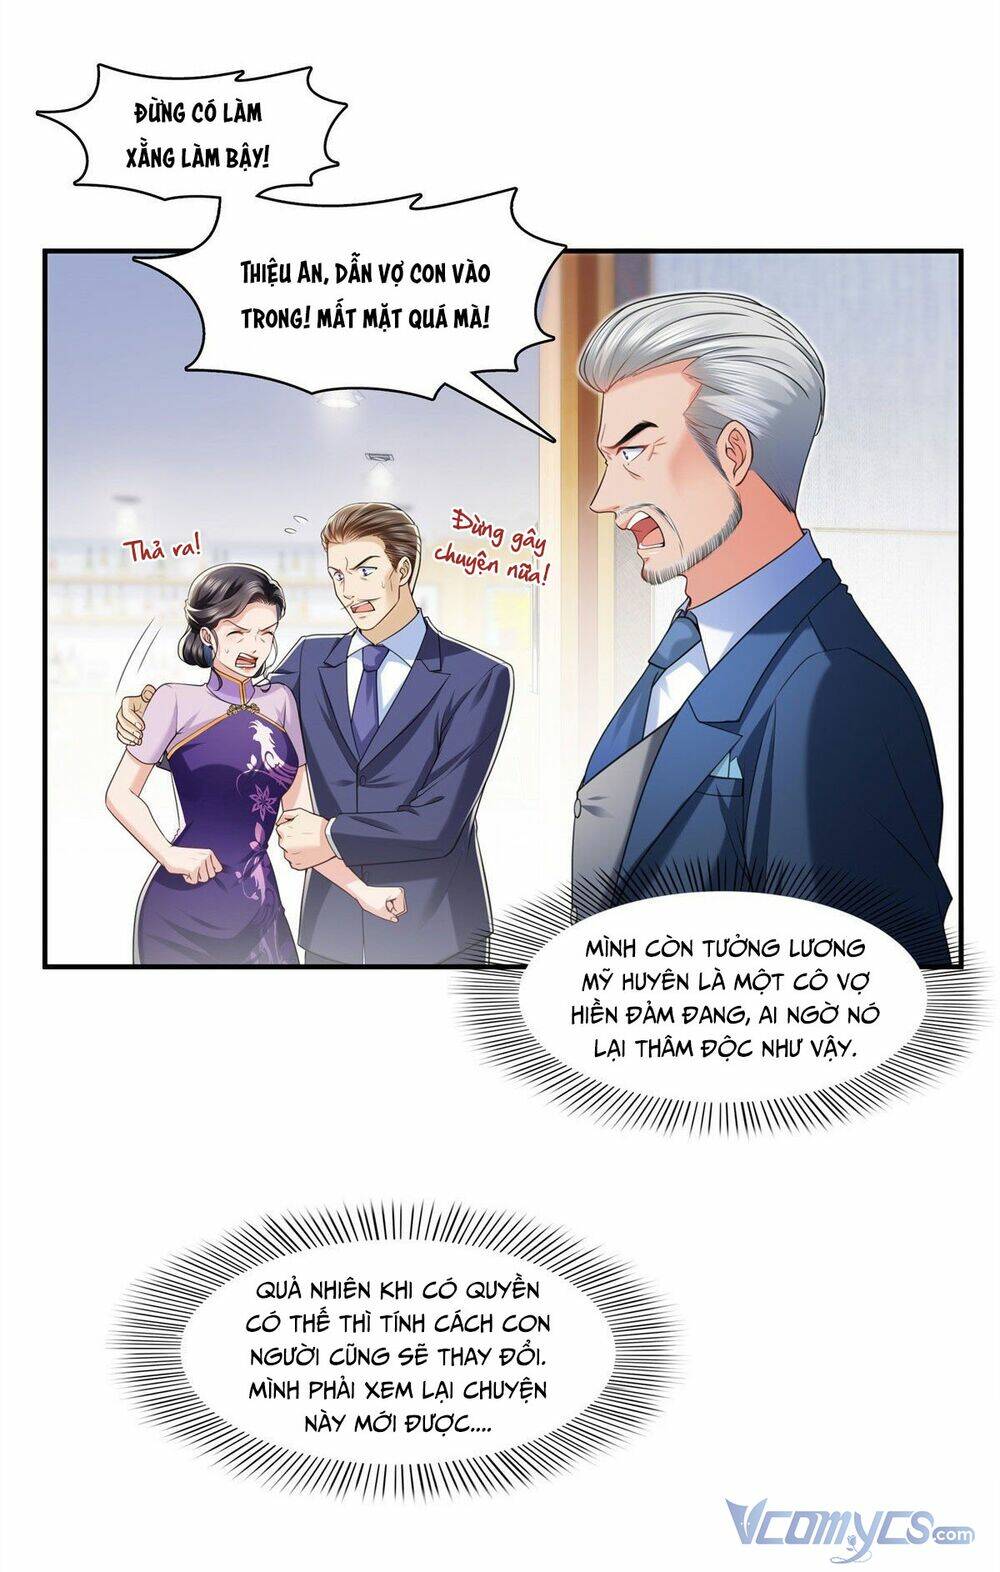 ĐỪNG CÓ LÀM
XẰNG LÀM BẬY!
THIỆU AN, DẪN VỢ CON VÀO
TRONG! MẤT MẶT QUÁ MÀ!
Thả ra!
Đừng gây
chuyện nữa!
MÌNH CÒN TƯỞNG LƯƠNG
MỸ HUYÊN LÀ MỘT CÔ VỢ
HIỀN ĐẢM ĐANG, AI NGỜ NÓ
LẠI THÂM ĐỘC NHƯ VẬY.
QUẢ NHIÊN KHI CÓ QUYỀN
CÓ THẾ THÌ TÍNH CÁCH CON
NGƯỜI CŨNG SẼ THAY ĐỔI.
MÌNH PHẢI XEM LẠI CHUYỆN
NÀY MỚI ĐƯỢC....
VCOMYCS.com